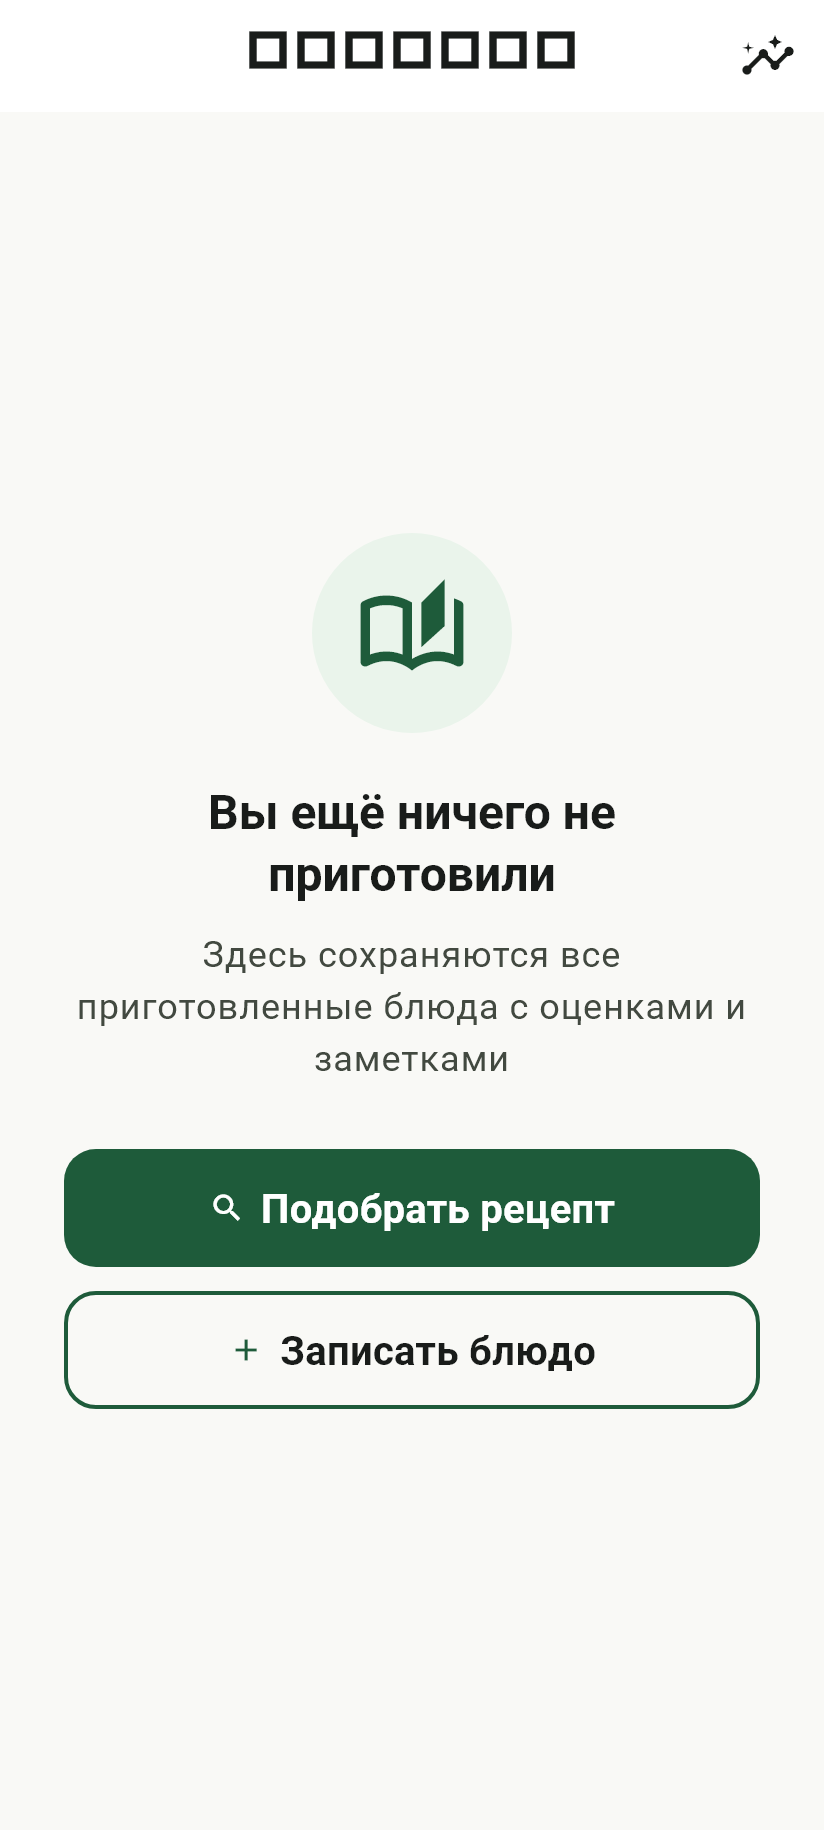 Вы ещё ничего не
приготовили
Здесь сохраняются все
приготовленные блюда с оценками и
заметками
Подобрать рецепт
Записать блюдо